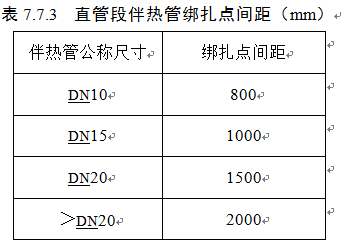 表 7.7.3 直管段伴热管绑扎点间距（mm）
伴热管公称尺寸 绑扎点间距
DN10 800
DN15 1000
DN20 1500
＞DN20 2000